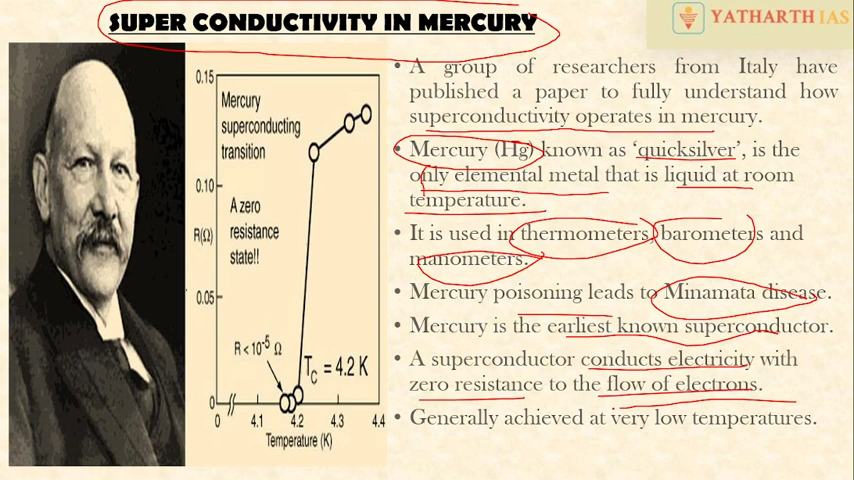 SUPER CONDUCTIVITY IN MERCURY
YATHARTH IAS
0.15
Mercury
superconducting
transition
0.10
A zero
resistance
state!!
R(Ω)
0.05
R < 10⁻⁵ Ω
T_C = 4.2 K
0
0 4.1 4.2 4.3 4.4
Temperature (K)
• A group of researchers from Italy have
published a paper to fully understand how
superconductivity operates in mercury.
• Mercury (Hg) known as ‘quicksilver’, is the
only elemental metal that is liquid at room
temperature.
• It is used in thermometers, barometers and
manometers.
• Mercury poisoning leads to Minamata disease.
• Mercury is the earliest known superconductor.
• A superconductor conducts electricity with
zero resistance to the flow of electrons.
• Generally achieved at very low temperatures.